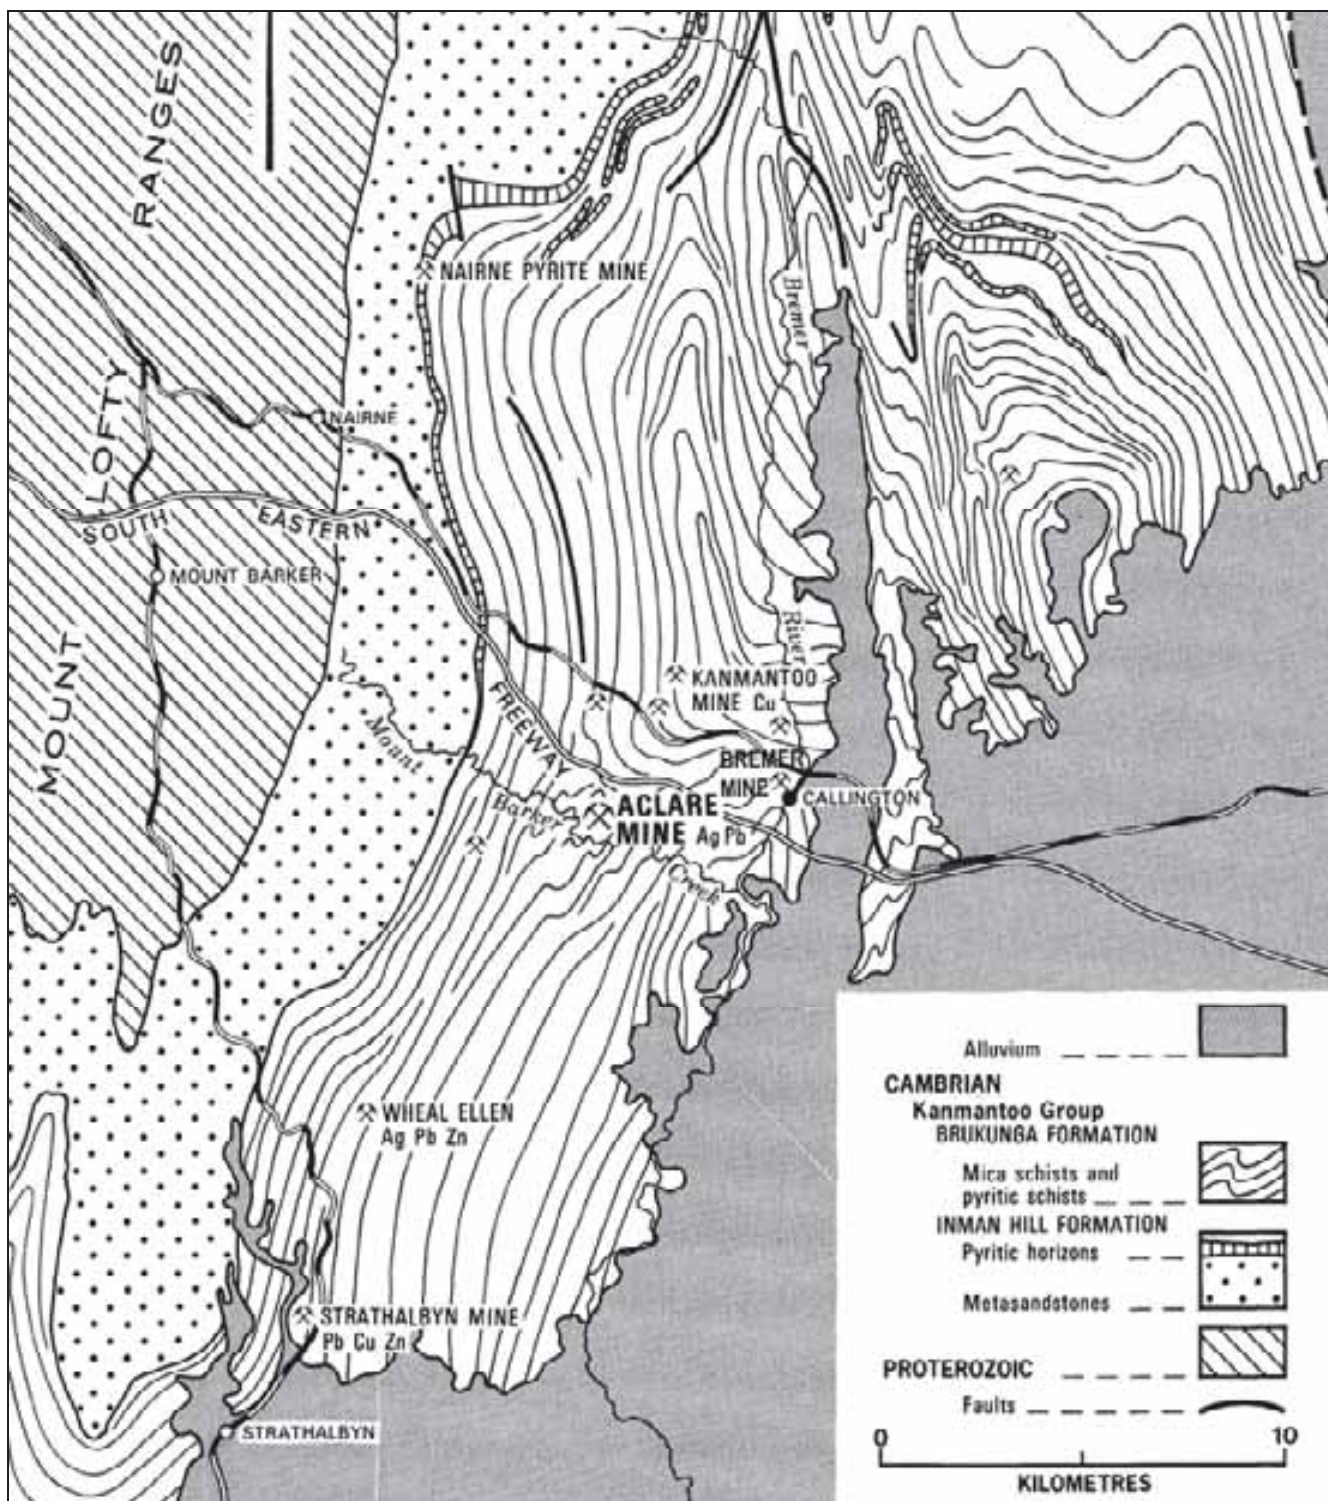 MOUNT LOFTY RANGES
NAIRNE PYRITE MINE
Bremer
NAIRNE
SOUTH EASTERN
MOUNT BARKER
River
KANMANTOO
MINE Cu
FREEWAY
Mount
BREMER
MINE
Barker
ACLARE
MINE Ag Pb
CALLINGTON
Creek
WHEAL ELLEN
Ag Pb Zn
STRATHALBYN MINE
Pb Cu Zn
STRATHALBYN
Alluvium
CAMBRIAN
Kanmantoo Group
BRUKUNGA FORMATION
Mica schists and
pyritic schists
INMAN HILL FORMATION
Pyritic horizons
Metasandstones
PROTEROZOIC
Faults
0 10
KILOMETRES